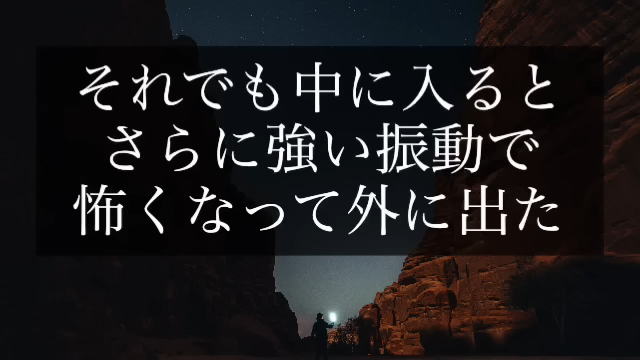 それでも中に入ると
さらに強い振動で
怖くなって外に出た